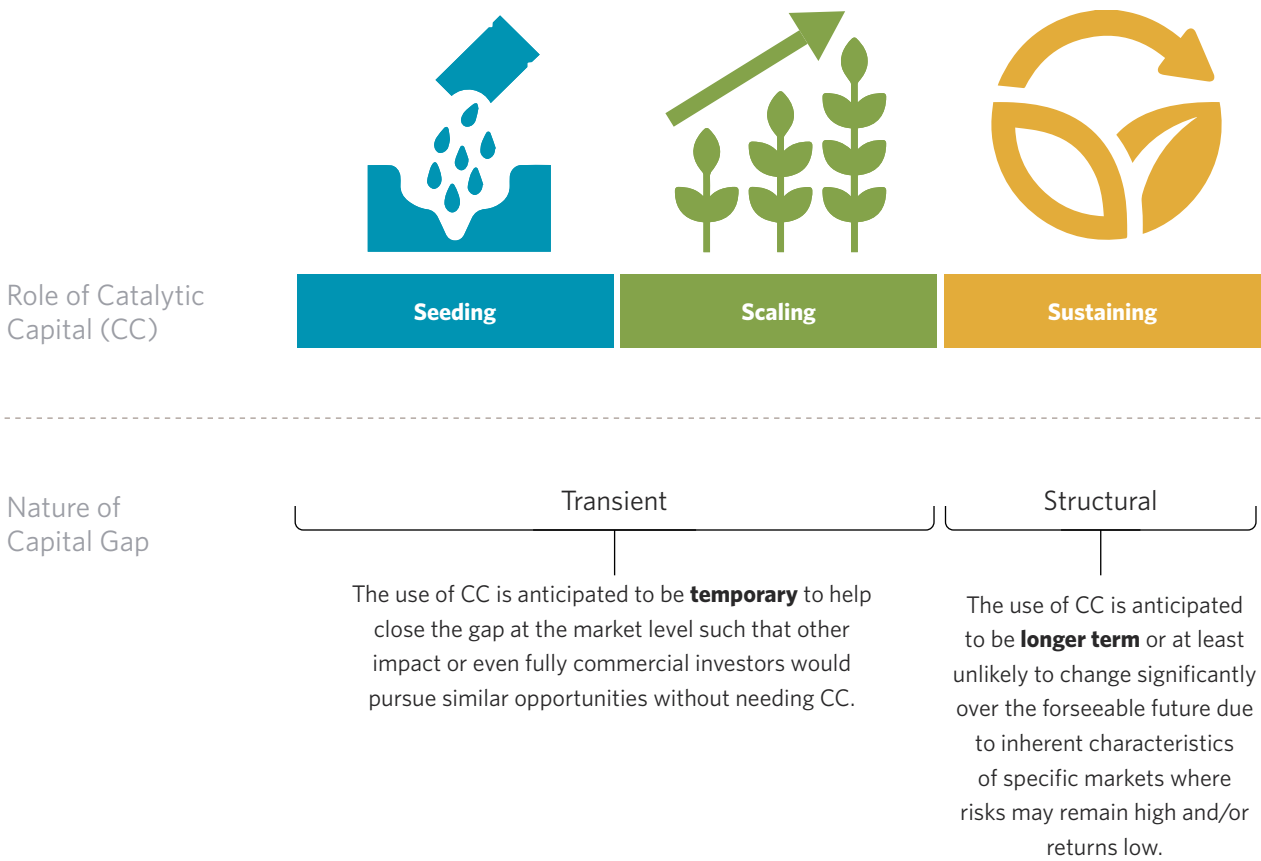 Role of Catalytic
Capital (CC)
Seeding
Scaling
Sustaining
Nature of
Capital Gap
Transient
The use of CC is anticipated to be temporary to help
close the gap at the market level such that other
impact or even fully commercial investors would
pursue similar opportunities without needing CC.
Structural
The use of CC is anticipated
to be longer term or at least
unlikely to change significantly
over the forseeable future due
to inherent characteristics
of specific markets where
risks may remain high and/or
returns low.